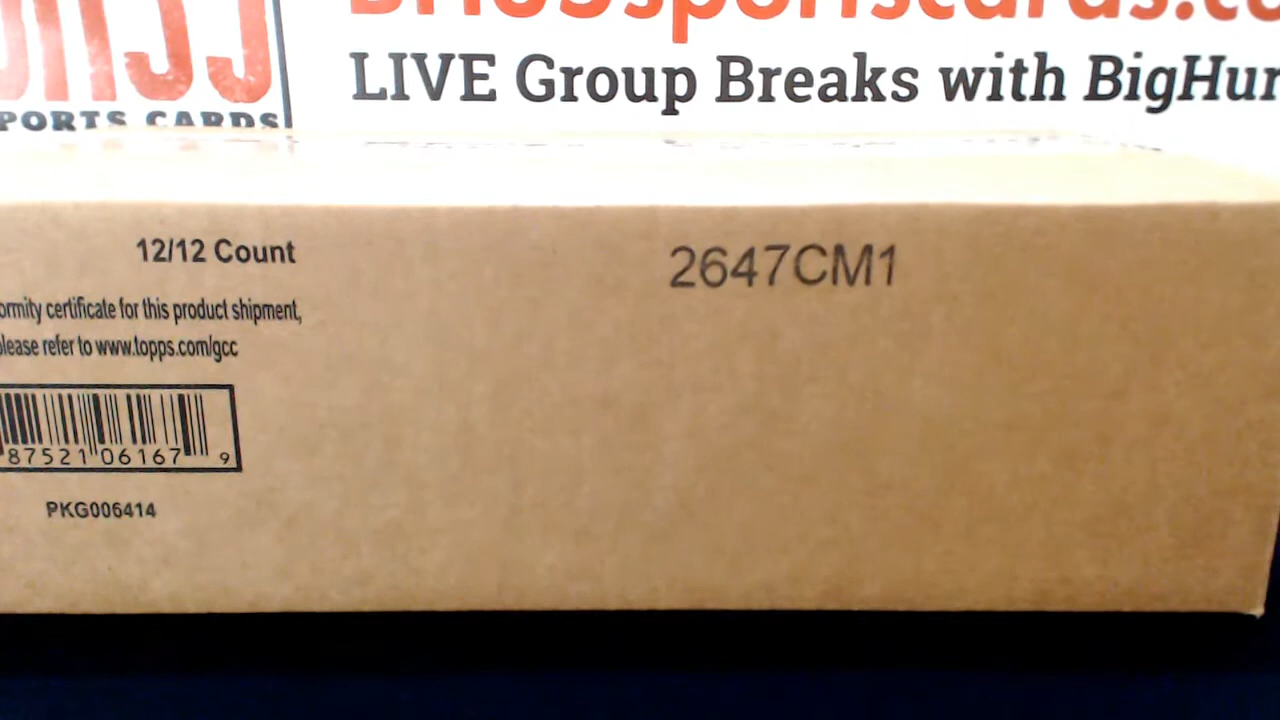 LIVE Group Breaks with BigHur
PORTS CARDS
12/12 Count
2647CM1
ormity certificate for this product shipment,
lease refer to www.topps.com/gcc
87521 06167 9
PKG006414